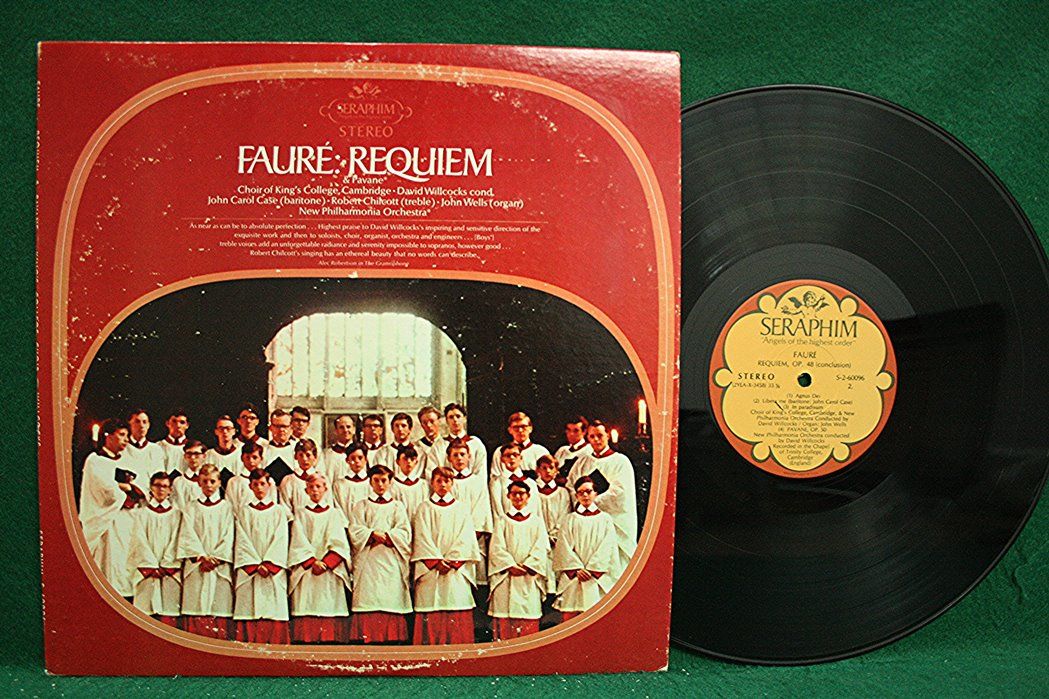 SERAPHIM
STEREO
FAURÉ: REQUIEM
& Pavane*
Choir of King's College, Cambridge · David Willcocks cond.
John Carol Case (baritone) · Robert Chilcott (treble) · John Wells (organ)
New Philharmonia Orchestra*
As near as can be to absolute perfection . . . Highest praise to David Willcocks's inspiring and sensitive direction of the
exquisite work and then to soloists, choir, organist, orchestra and engineers . . . [Boys']
treble voices add an unforgettable radiance and serenity impossible to sopranos, however good . . .
Robert Chilcott's singing has an ethereal beauty that no words can describe.
Alec Robertson in The Gramophone
SERAPHIM
"Angels of the highest order"
FAURÉ
REQUIEM, OP. 48 (conclusion)
STEREO
S-2-60096
(2YEA-X-3458) 33⅓
2.
(1) Agnus Dei
(2) Libera me (baritone: John Carol Case)
(3) In paradisum
Choir of King's College, Cambridge, & New
Philharmonia Orchestra conducted by
David Willcocks / Organ: John Wells
(4) PAVANE, OP. 50
New Philharmonia Orchestra conducted
by David Willcocks
Recorded in the Chapel
of Trinity College,
Cambridge
(England)